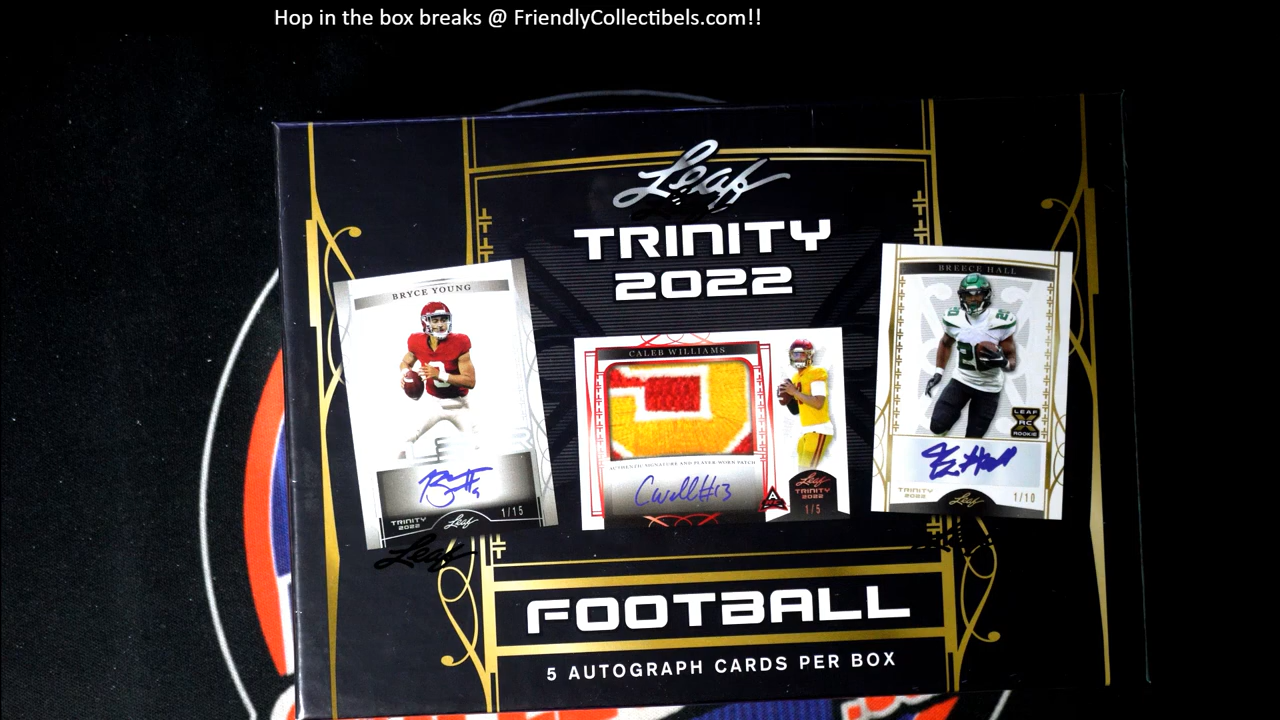 Hop in the box breaks @ FriendlyCollectibels.com!!
Leaf
TRINITY
2022
BRYCE YOUNG
TRINITY
2022
Leaf
1/15
Leaf
CALEB WILLIAMS
AUTHENTIC SIGNATURE AND PLAYER-WORN PATCH
Leaf
TRINITY
2022
1/5
BREECE HALL
20
LEAF
RC
ROOKIE
TRINITY
2022
Leaf
1/10
FOOTBALL
5 AUTOGRAPH CARDS PER BOX